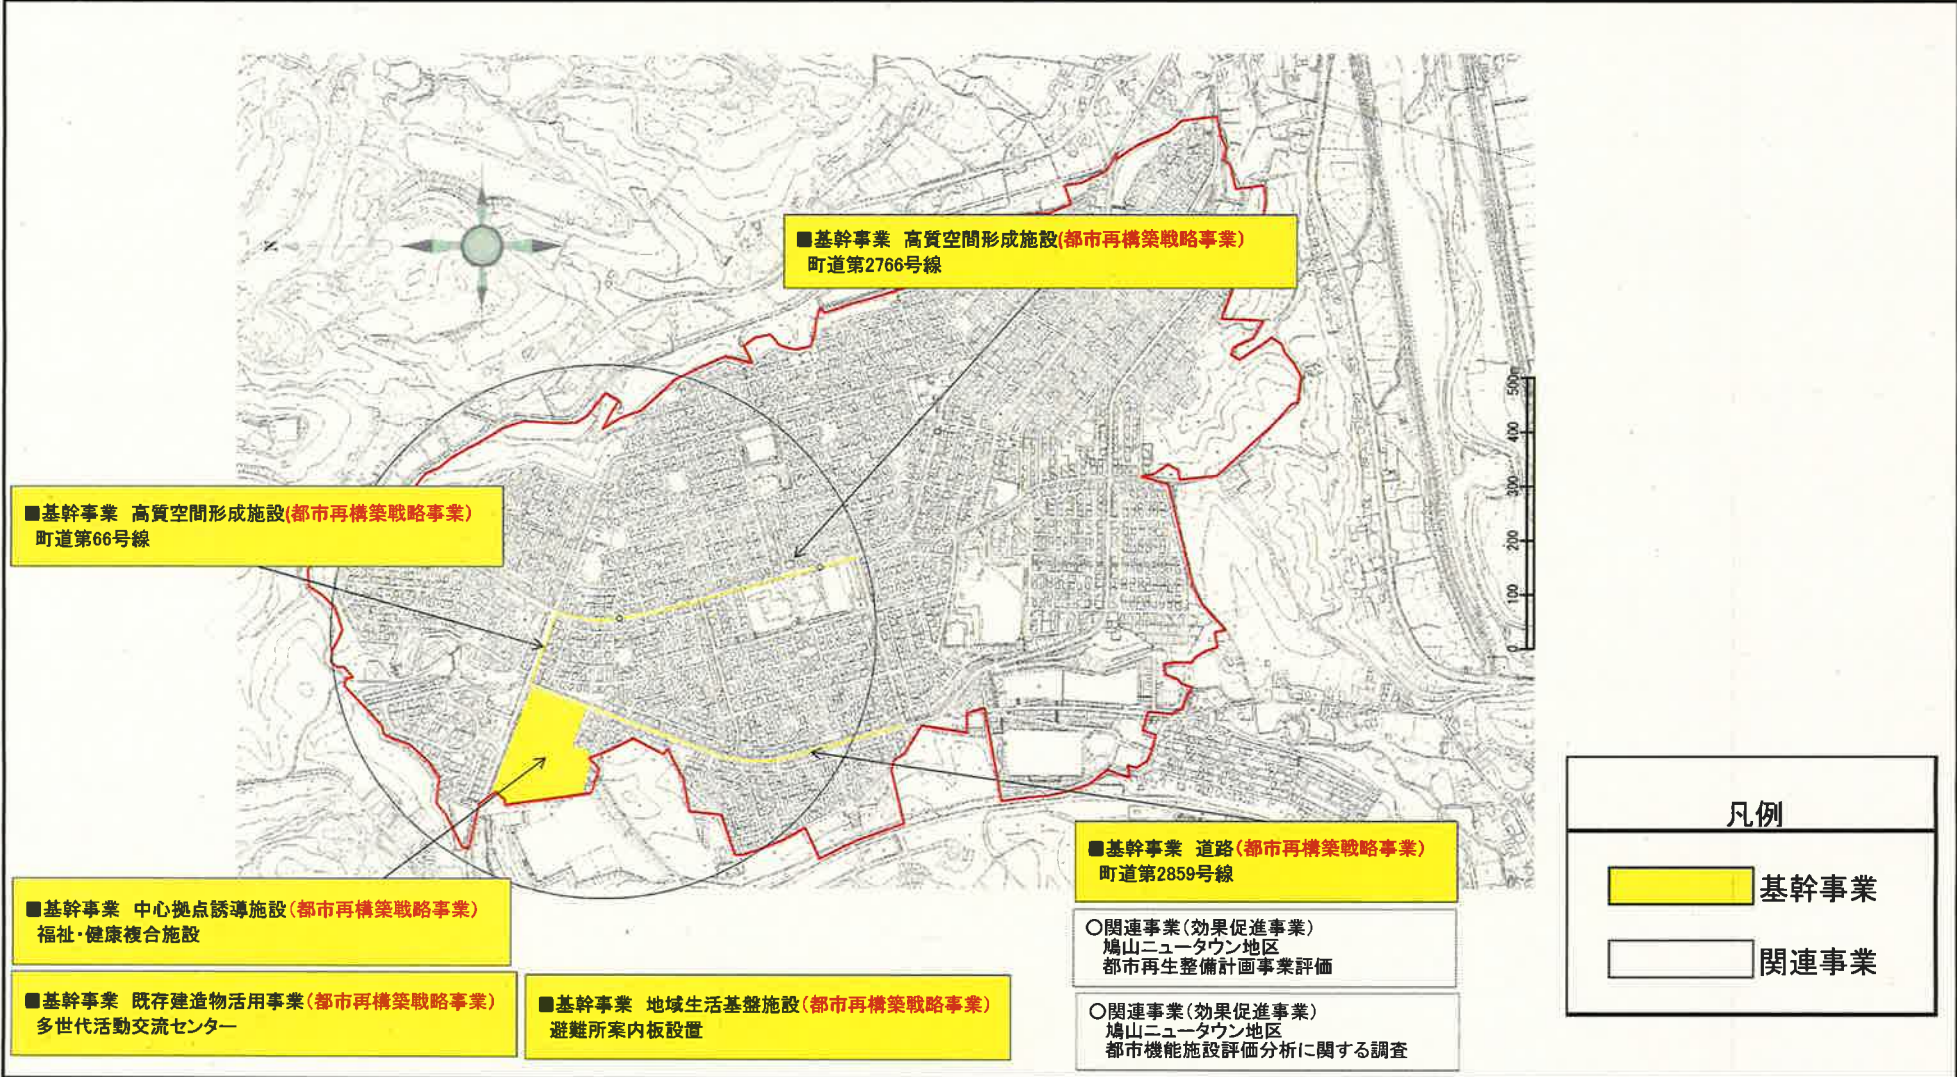 ■基幹事業 高質空間形成施設(都市再構築戦略事業)
町道第2766号線
N
■基幹事業 高質空間形成施設(都市再構築戦略事業)
町道第66号線
500m
400
300
200
100
0
■基幹事業 中心拠点誘導施設(都市再構築戦略事業)
福祉・健康複合施設
■基幹事業 既存建造物活用事業(都市再構築戦略事業)
多世代活動交流センター
■基幹事業 地域生活基盤施設(都市再構築戦略事業)
避難所案内板設置
■基幹事業 道路(都市再構築戦略事業)
町道第2859号線
○関連事業(効果促進事業)
鳩山ニュータウン地区
都市再生整備計画事業評価
○関連事業(効果促進事業)
鳩山ニュータウン地区
都市機能施設評価分析に関する調査
凡例
基幹事業
関連事業